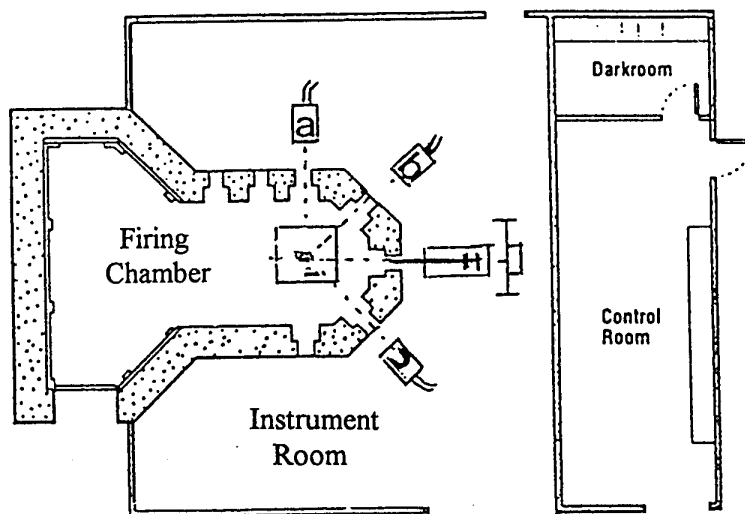 Darkroom
a
b
Firing
Chamber
c
Control
Room
Instrument
Room